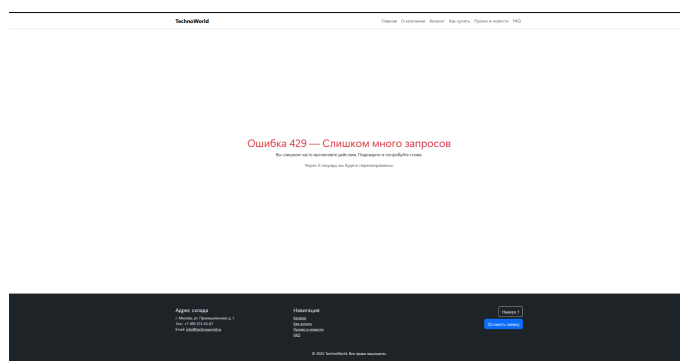 TechnoWorld
Главная О компании Каталог Как купить Промо и новости FAQ
Ошибка 429 — Слишком много запросов
Вы слишком часто выполняете действия. Подождите и попробуйте снова.
Через 3 секунды вы будете перенаправлены.
Адрес склада
г. Москва, ул. Промышленная, д. 1
Тел.: +7 495 123-45-67
Email: info@technoworld.ru
Навигация
Каталог
Как купить
Промо и новости
FAQ
Наверх ↑
Оставить заявку
© 2025 TechnoWorld. Все права защищены.